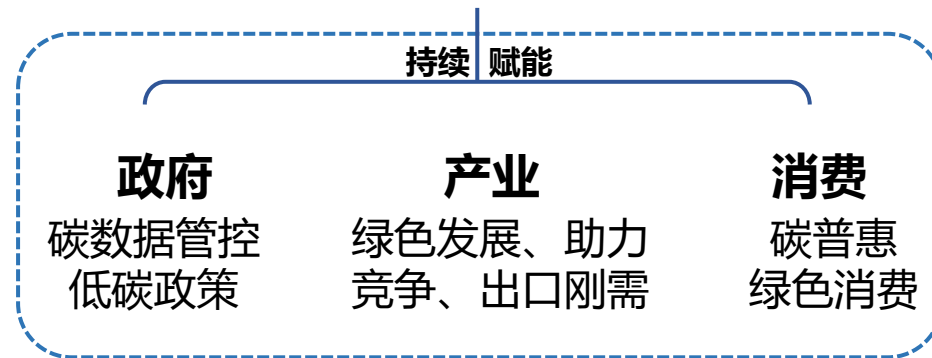 持续 赋能
政府
碳数据管控
低碳政策
产业
绿色发展、助力
竞争、出口刚需
消费
碳普惠
绿色消费